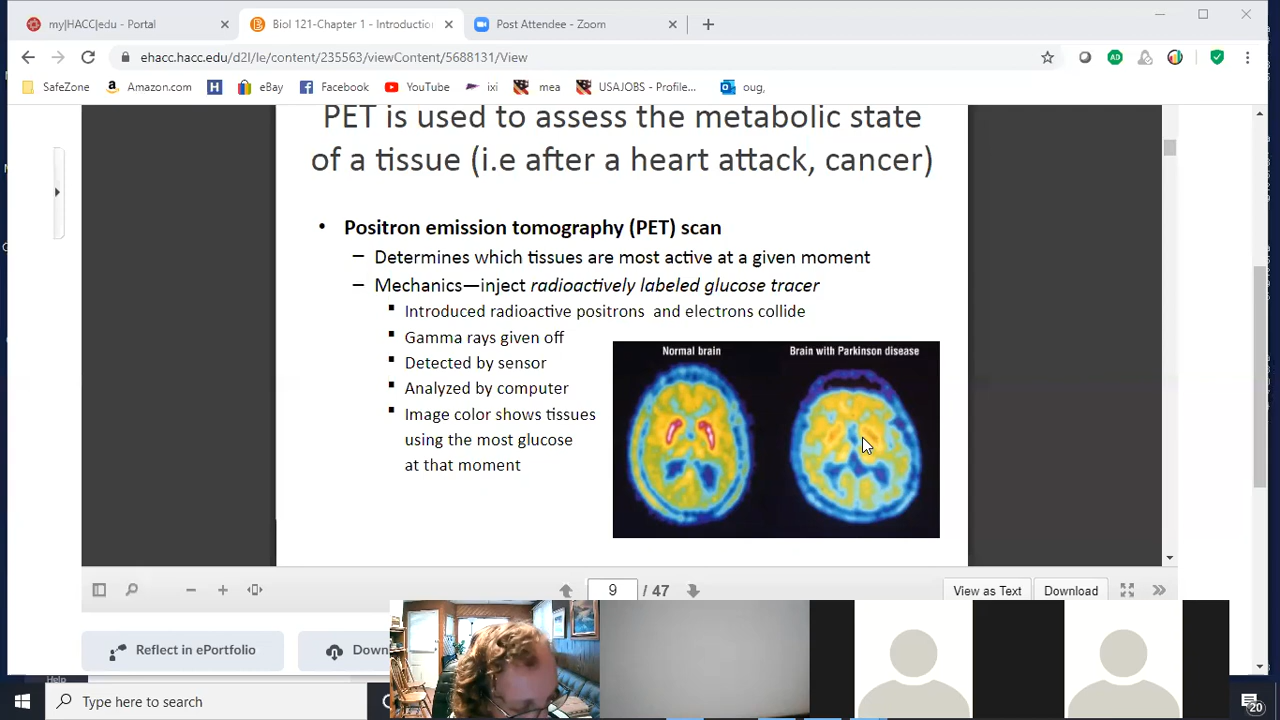 my|HACC|edu - Portal
Biol 121-Chapter 1 - Introductio
Post Attendee - Zoom
ehacc.hacc.edu/d2l/le/content/235563/viewContent/5688131/View
SafeZone
Amazon.com
eBay
Facebook
YouTube
ixi
mea
USAJOBS - Profile...
oug,
PET is used to assess the metabolic state
of a tissue (i.e after a heart attack, cancer)
• Positron emission tomography (PET) scan
– Determines which tissues are most active at a given moment
– Mechanics—inject radioactively labeled glucose tracer
▪ Introduced radioactive positrons and electrons collide
▪ Gamma rays given off
▪ Detected by sensor
▪ Analyzed by computer
▪ Image color shows tissues
using the most glucose
at that moment
Normal brain
Brain with Parkinson disease
9 / 47
View as Text
Download
Reflect in ePortfolio
Down
Help
Type here to search
20